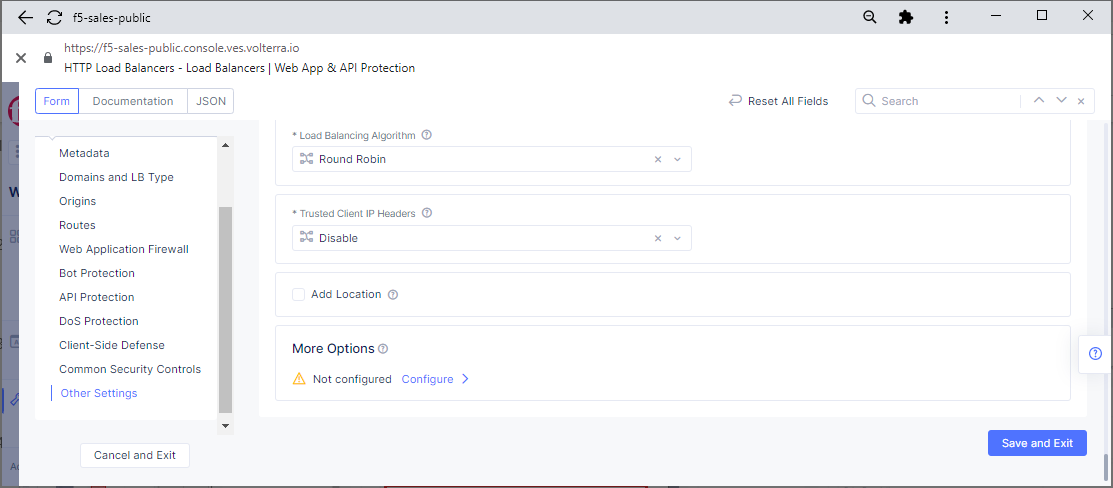 f5-sales-public
https://f5-sales-public.console.ves.volterra.io
HTTP Load Balancers - Load Balancers | Web App & API Protection
Form
Documentation
JSON
Reset All Fields
Search
Metadata
Domains and LB Type
Origins
Routes
Web Application Firewall
Bot Protection
API Protection
DoS Protection
Client-Side Defense
Common Security Controls
Other Settings
Cancel and Exit
* Load Balancing Algorithm
Round Robin
* Trusted Client IP Headers
Disable
Add Location
More Options
Not configured Configure
Save and Exit